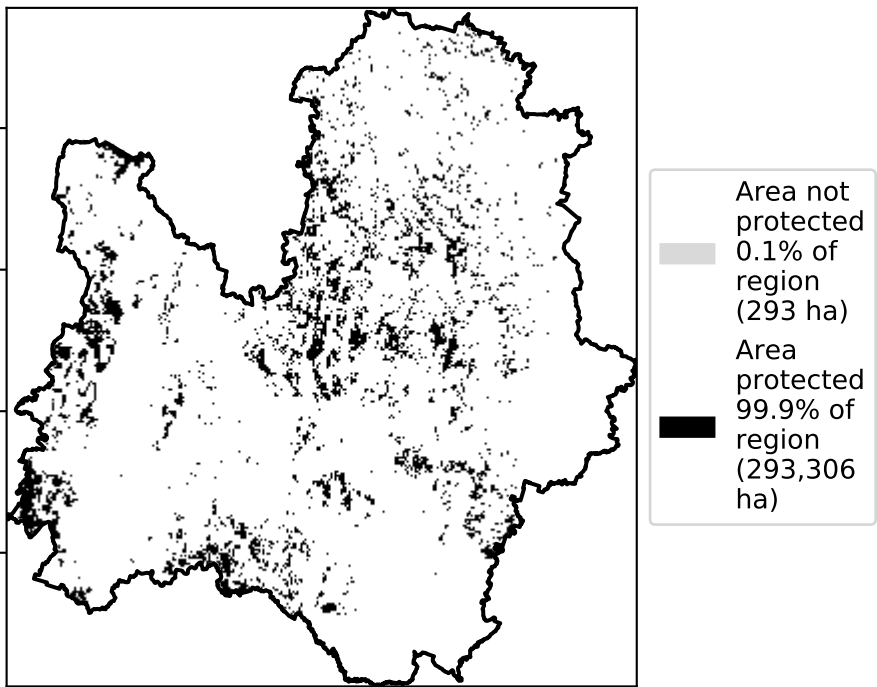 Area not
protected
0.1% of
region
(293 ha)
Area
protected
99.9% of
region
(293,306
ha)